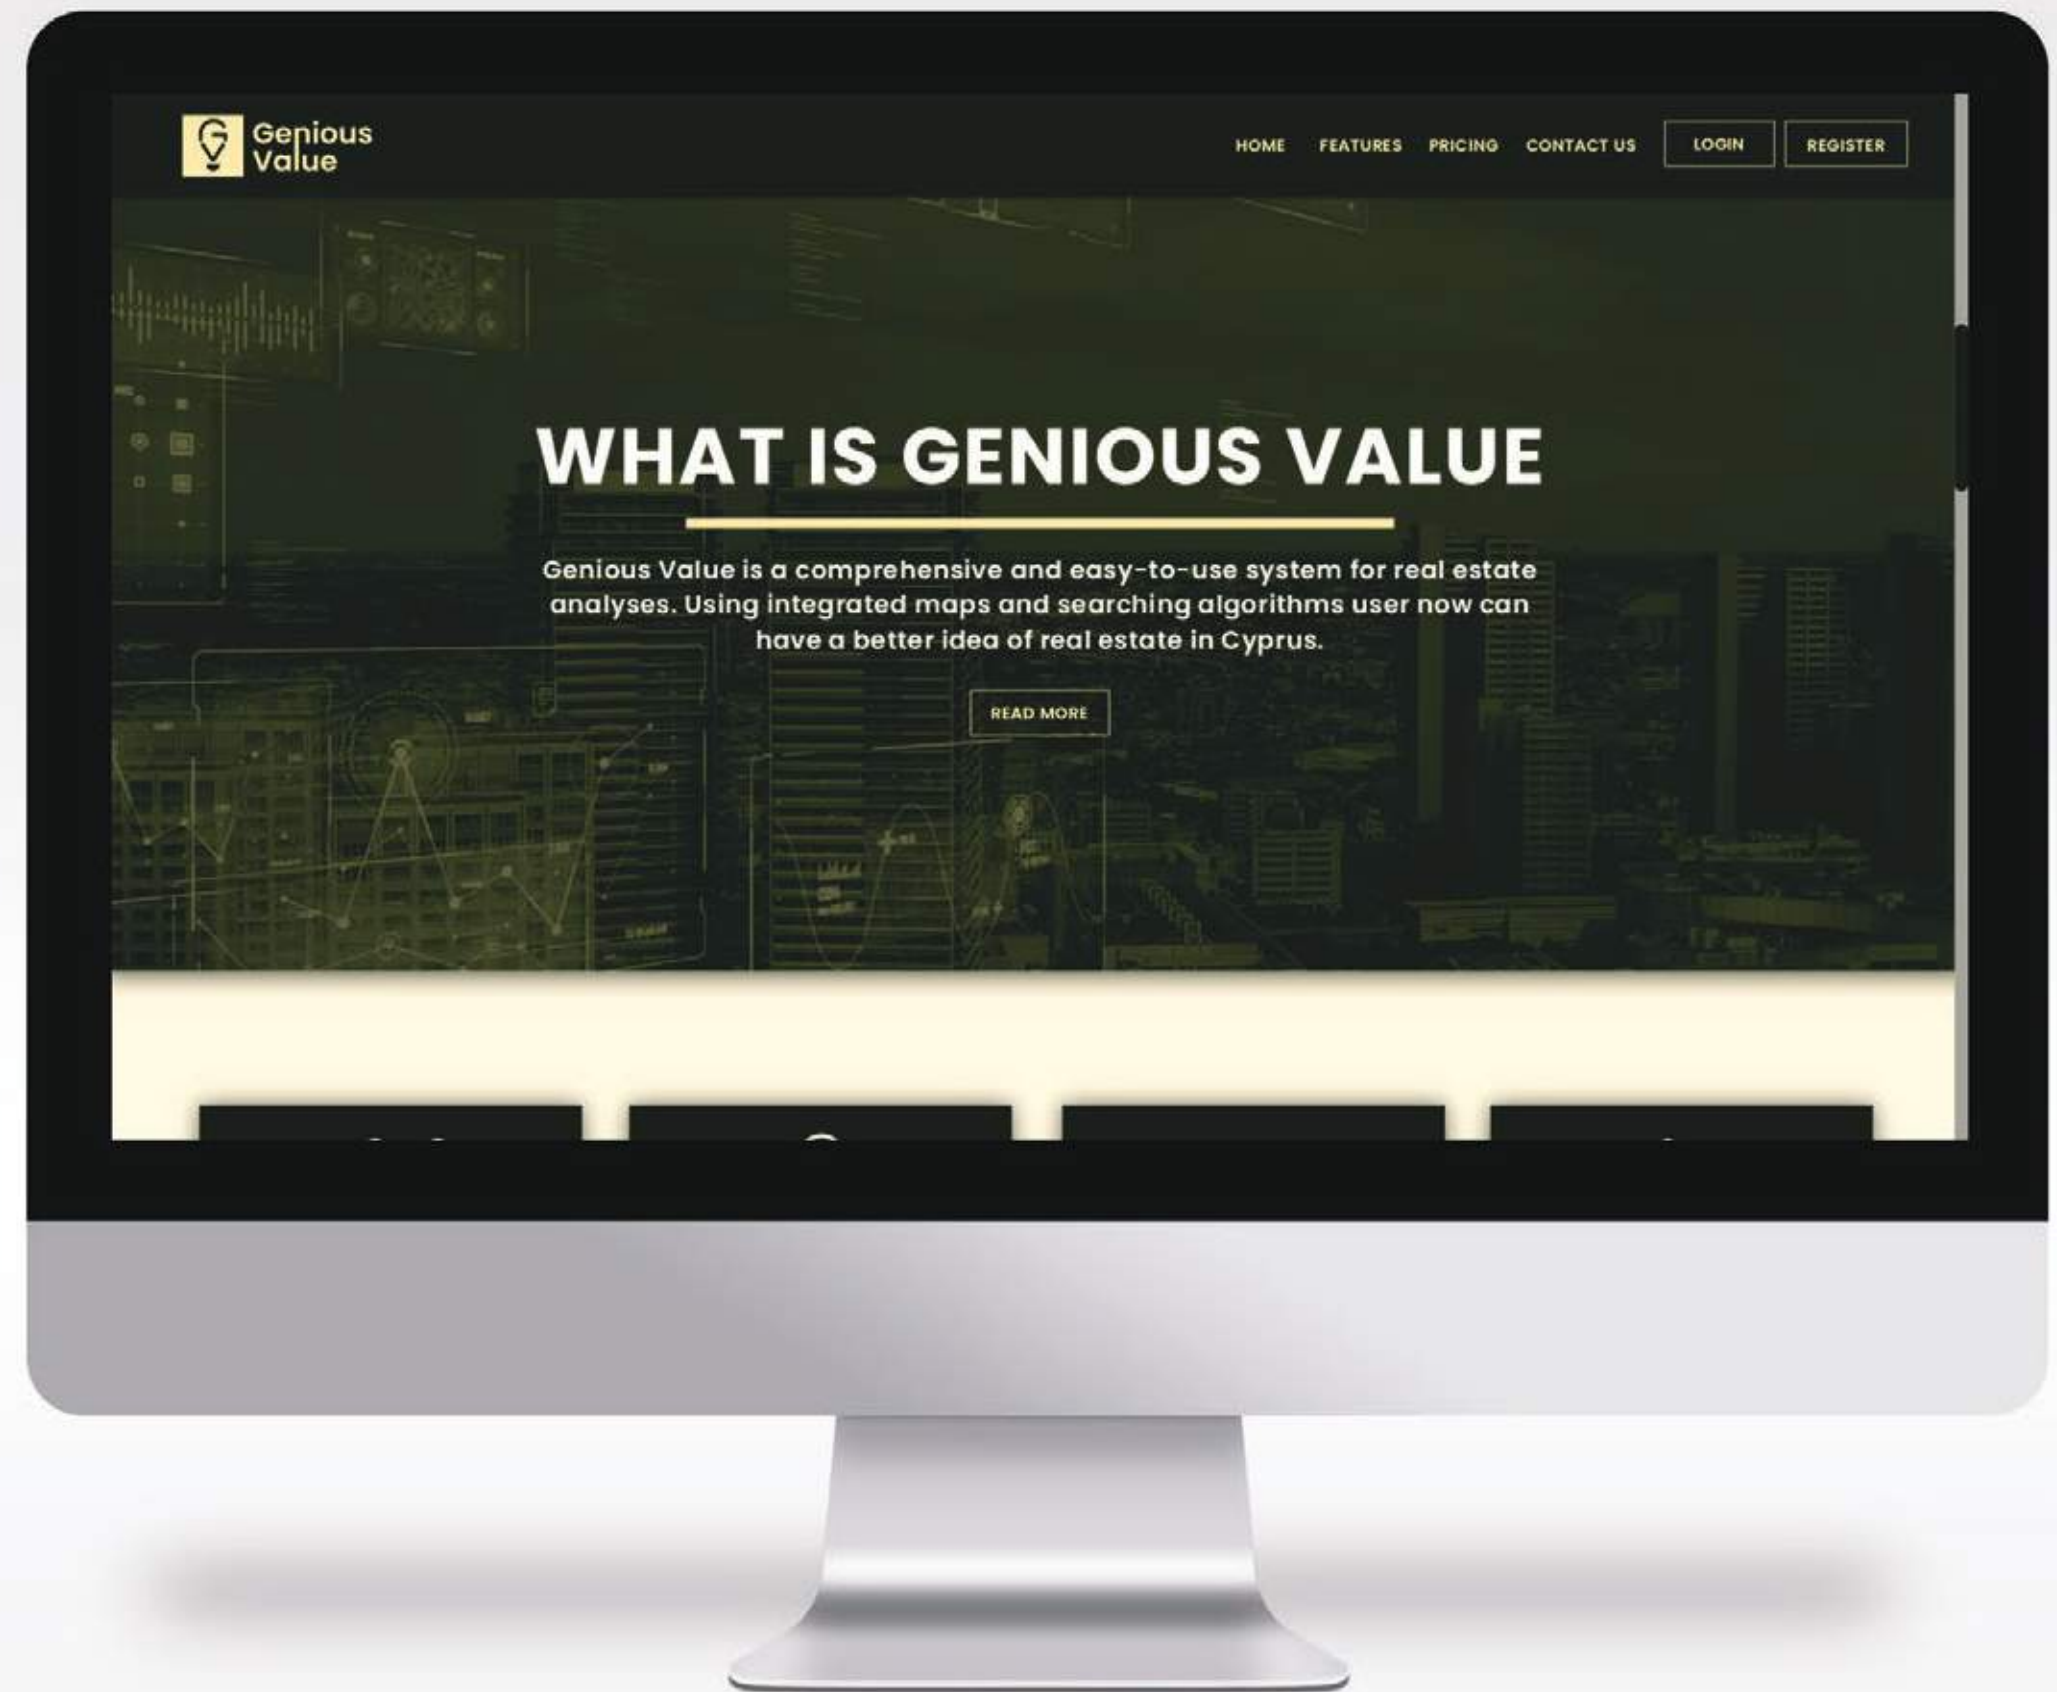 Genious
Value
HOME FEATURES PRICING CONTACT US LOGIN REGISTER
WHAT IS GENIOUS VALUE
Genious Value is a comprehensive and easy-to-use system for real estate
analyses. Using integrated maps and searching algorithms user now can
have a better idea of real estate in Cyprus.
READ MORE